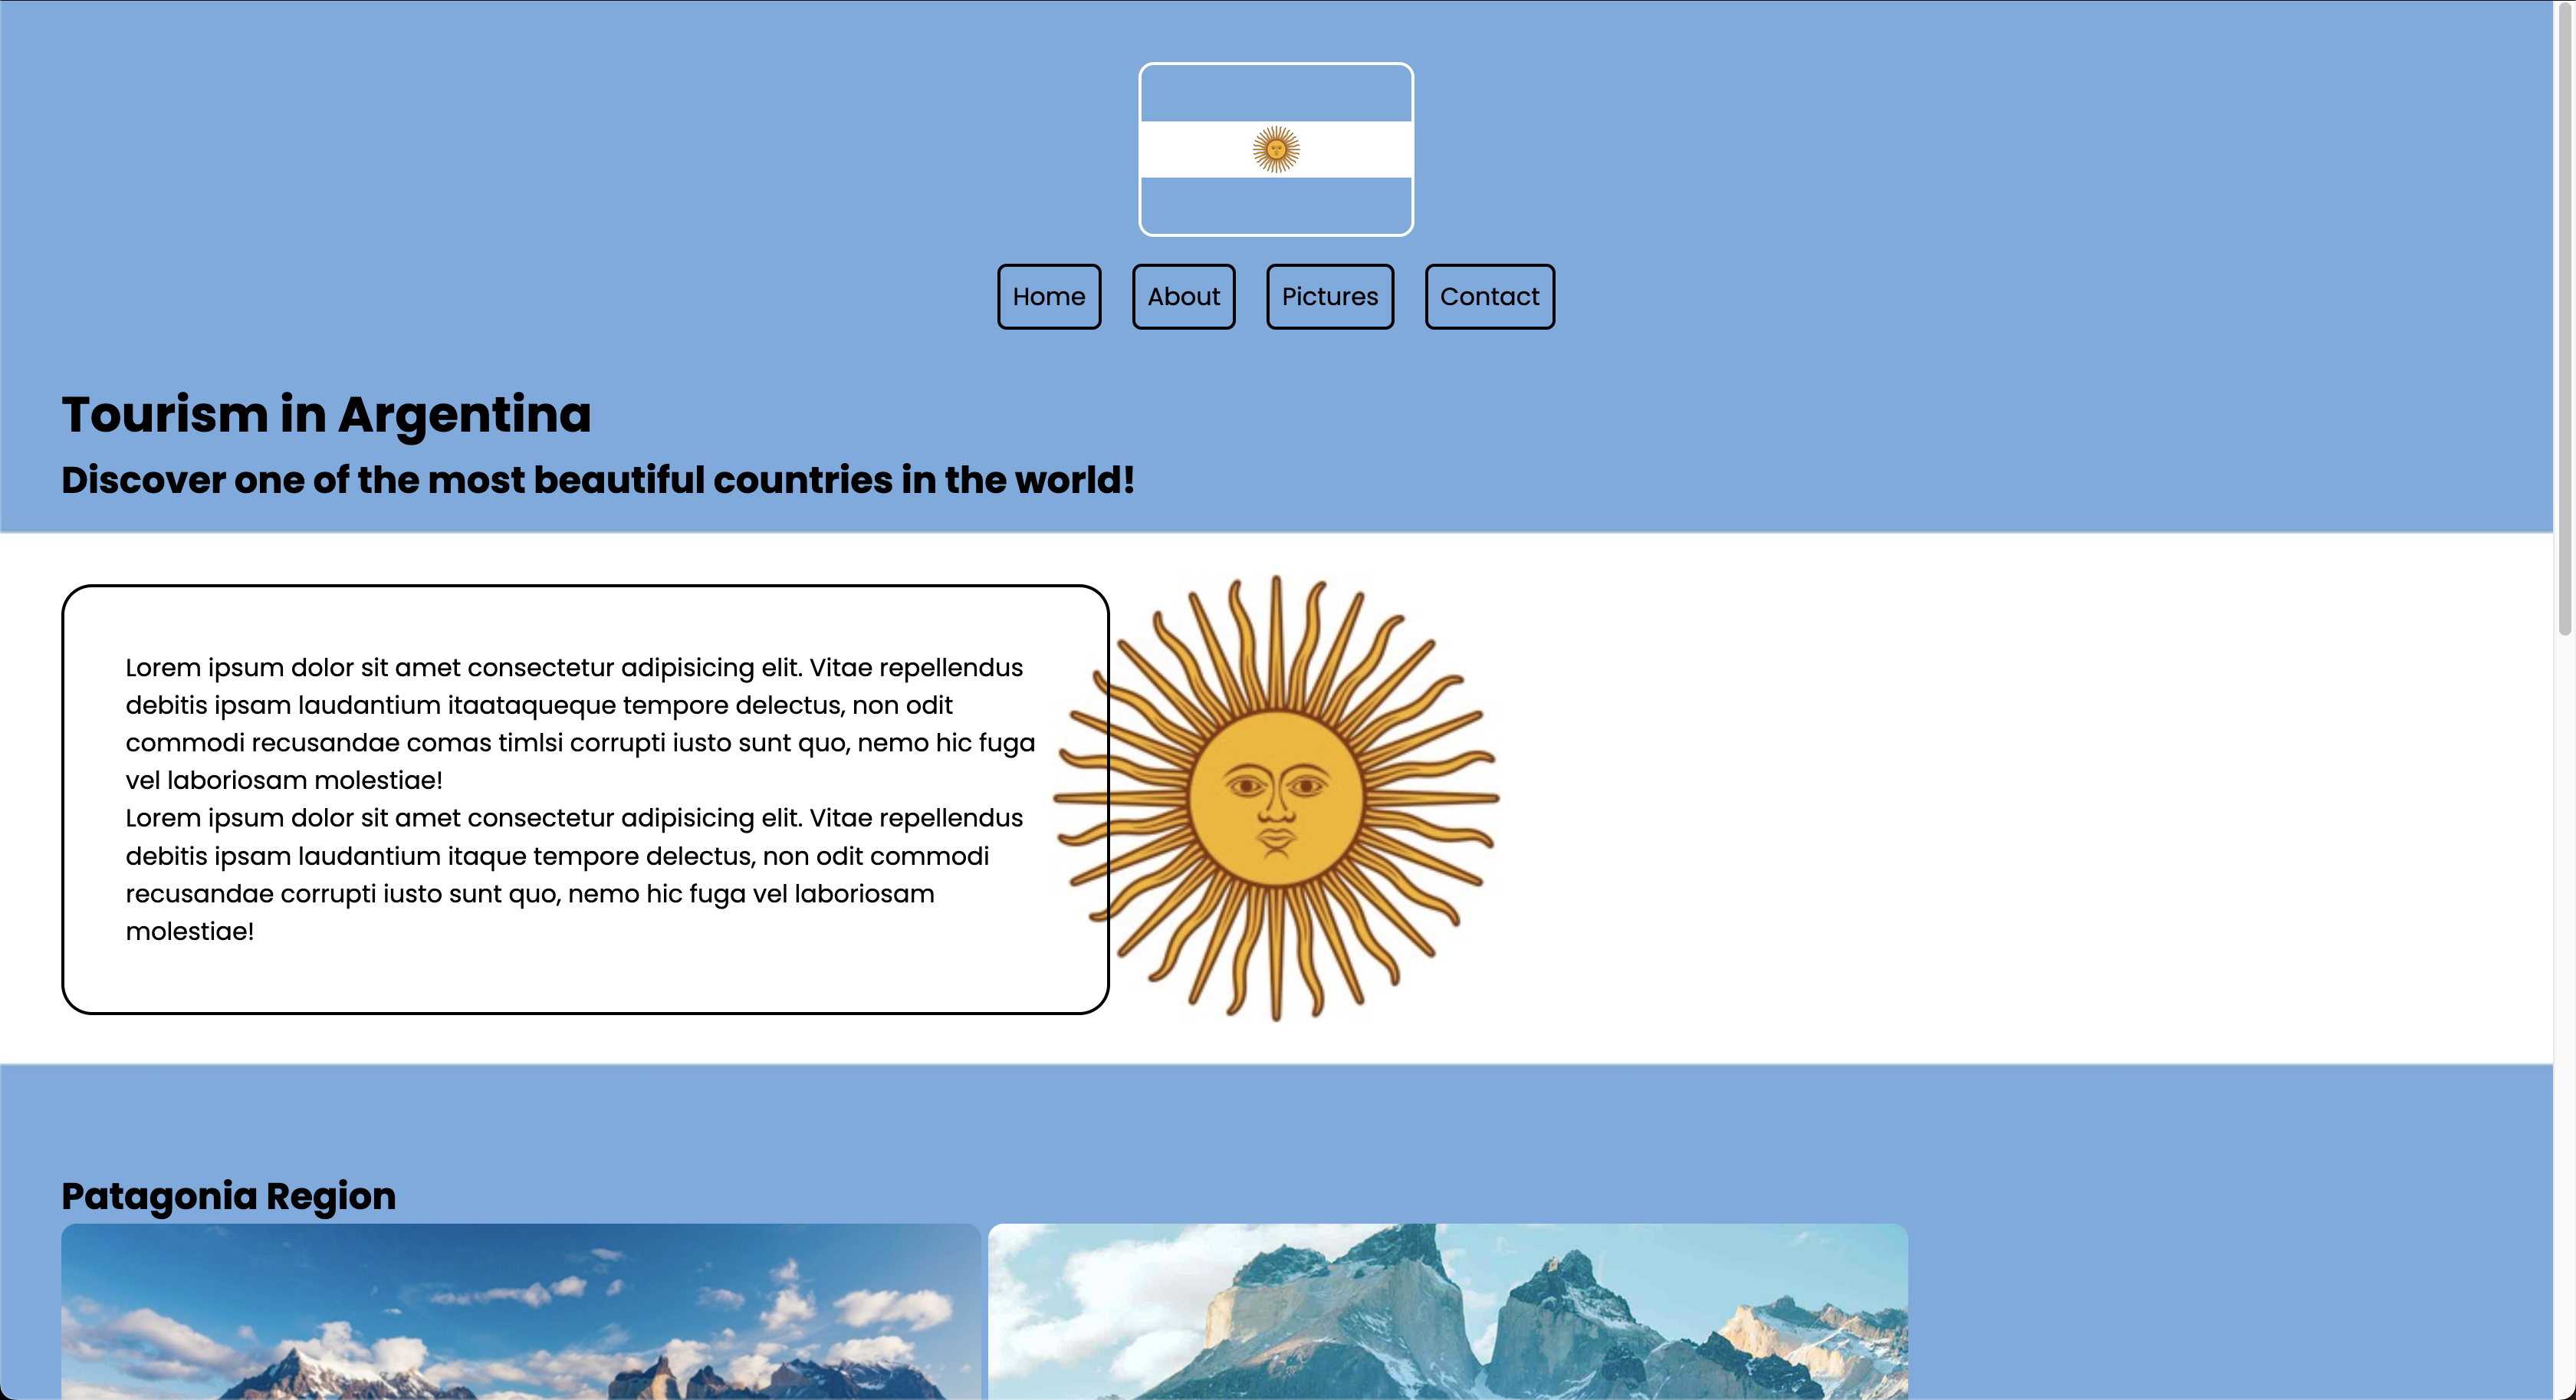 Home
About
Pictures
Contact
Tourism in Argentina
Discover one of the most beautiful countries in the world!
Lorem ipsum dolor sit amet consectetur adipisicing elit. Vitae repellendus
debitis ipsam laudantium itaataqueque tempore delectus, non odit
commodi recusandae comas timlsi corrupti iusto sunt quo, nemo hic fuga
vel laboriosam molestiae!
Lorem ipsum dolor sit amet consectetur adipisicing elit. Vitae repellendus
debitis ipsam laudantium itaque tempore delectus, non odit commodi
recusandae corrupti iusto sunt quo, nemo hic fuga vel laboriosam
molestiae!
Patagonia Region